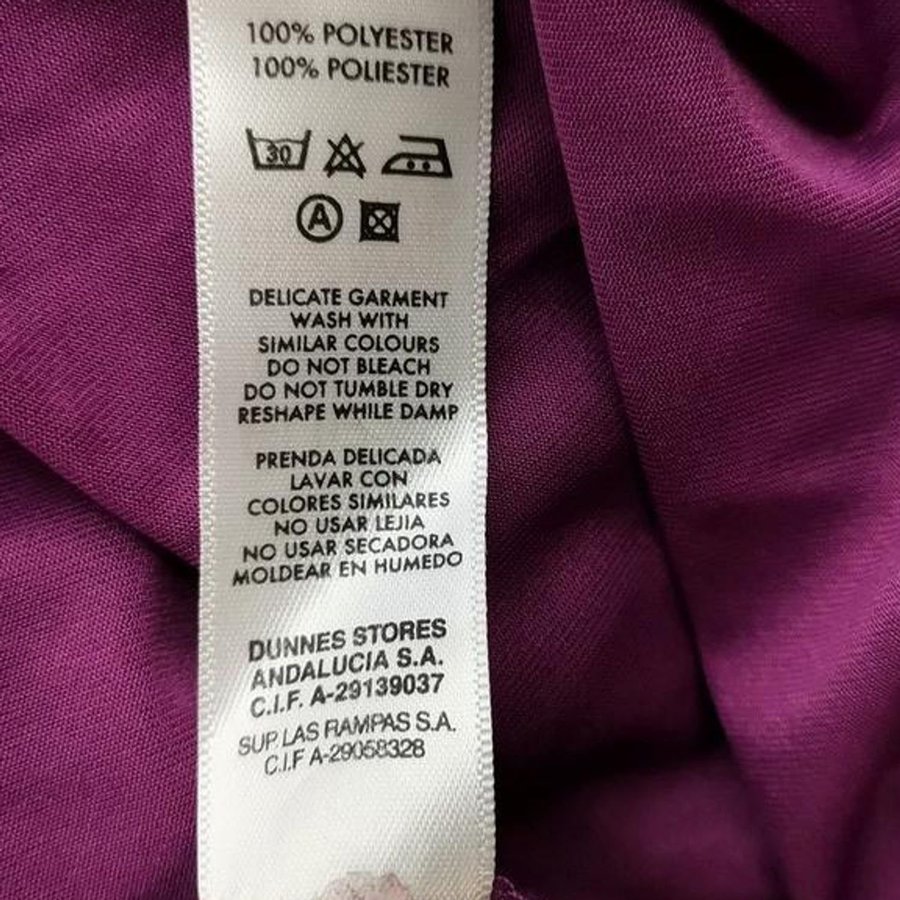 100% POLYESTER
100% POLIESTER
30
A
DELICATE GARMENT
WASH WITH
SIMILAR COLOURS
DO NOT BLEACH
DO NOT TUMBLE DRY
RESHAPE WHILE DAMP
PRENDA DELICADA
LAVAR CON
COLORES SIMILARES
NO USAR LEJIA
NO USAR SECADORA
MOLDEAR EN HUMEDO
DUNNES STORES
ANDALUCIA S.A.
C.I.F. A-29139037
SUP LAS RAMPAS S.A.
C.I.F A-29058328